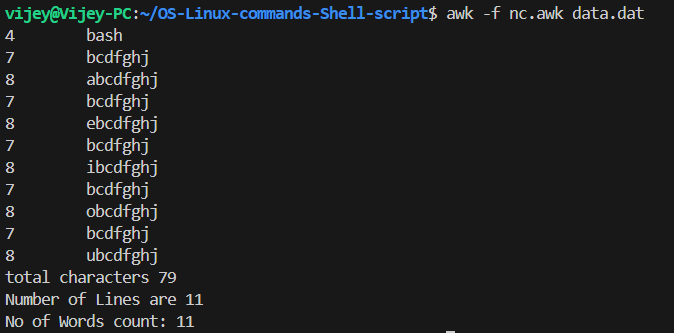 vijey@Vijey-PC:~/OS-Linux-commands-Shell-script$ awk -f nc.awk data.dat
4 bash
7 bcdfghj
8 abcdfghj
7 bcdfghj
8 ebcdfghj
7 bcdfghj
8 ibcdfghj
7 bcdfghj
8 obcdfghj
7 bcdfghj
8 ubcdfghj
total characters 79
Number of Lines are 11
No of Words count: 11